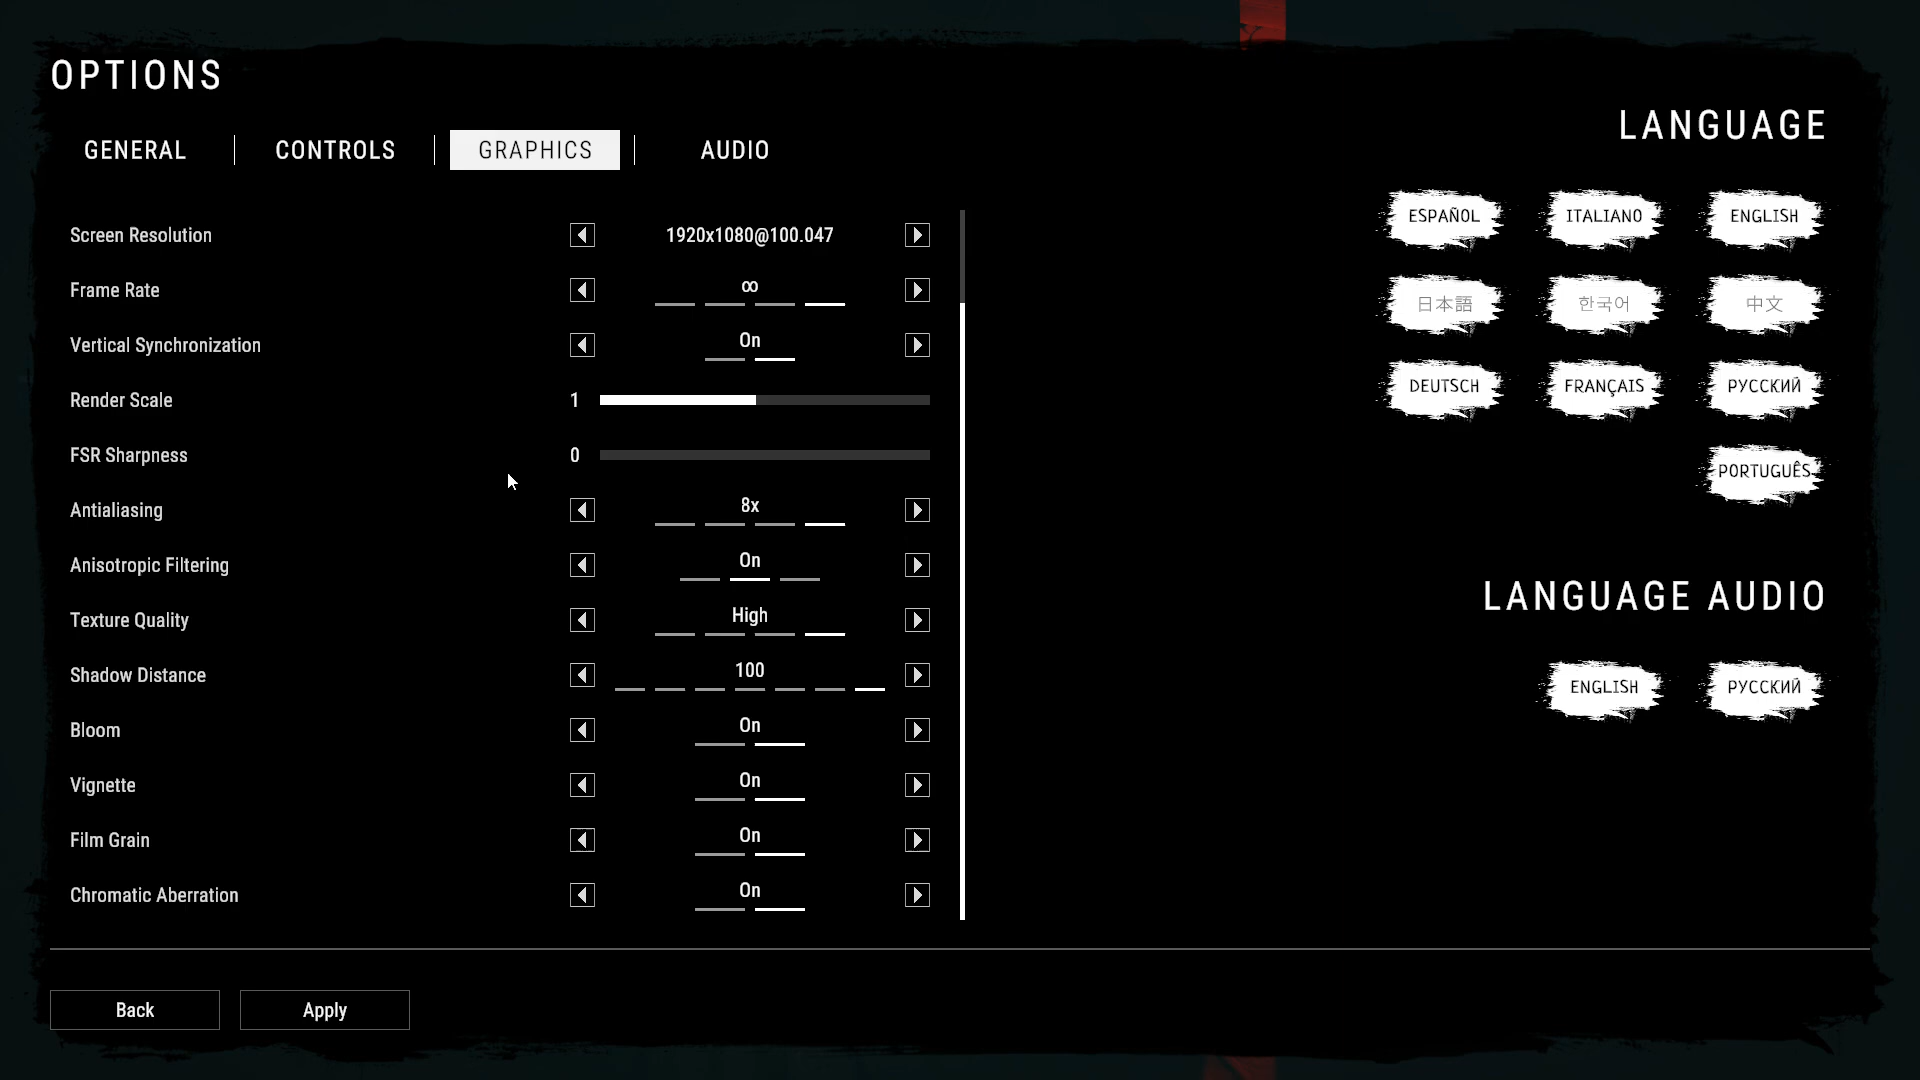 OPTIONS
GENERAL CONTROLS GRAPHICS AUDIO
Screen Resolution 1920x1080@100.047
Frame Rate ∞
Vertical Synchronization On
Render Scale 1
FSR Sharpness 0
Antialiasing 8x
Anisotropic Filtering On
Texture Quality High
Shadow Distance 100
Bloom On
Vignette On
Film Grain On
Chromatic Aberration On
Back Apply
LANGUAGE
ESPAÑOL ITALIANO ENGLISH
日本語 한국어 中文
DEUTSCH FRANÇAIS РУССКИЙ
PORTUGUÊS
LANGUAGE AUDIO
ENGLISH РУССКИЙ